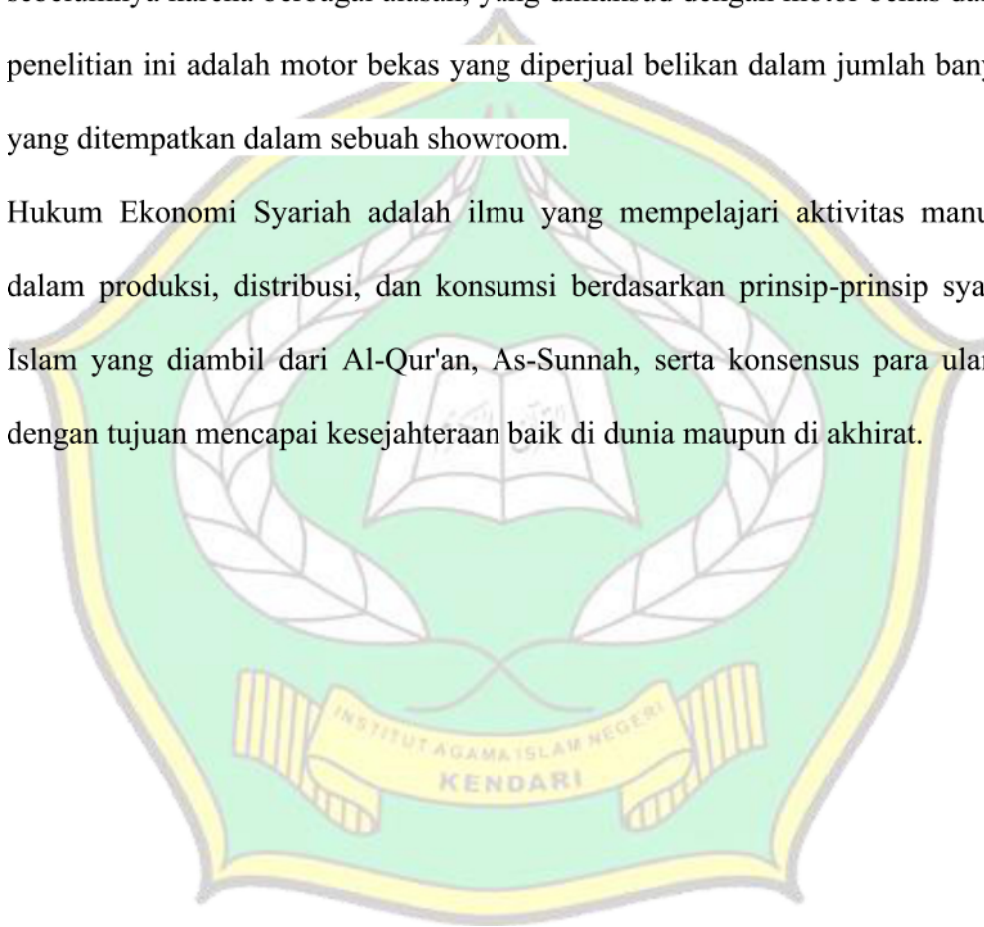 penelitian ini adalah motor bekas yang diperjual belikan dalam jumlah bany
yang ditempatkan dalam sebuah showroom.
Hukum Ekonomi Syariah adalah ilmu yang mempelajari aktivitas manu
dalam produksi, distribusi, dan konsumsi berdasarkan prinsip-prinsip sya
Islam yang diambil dari Al-Qur'an, As-Sunnah, serta konsensus para ular
dengan tujuan mencapai kesejahteraan baik di dunia maupun di akhirat.
INSTITUT AGAMA ISLAM NEGERI
KENDARI